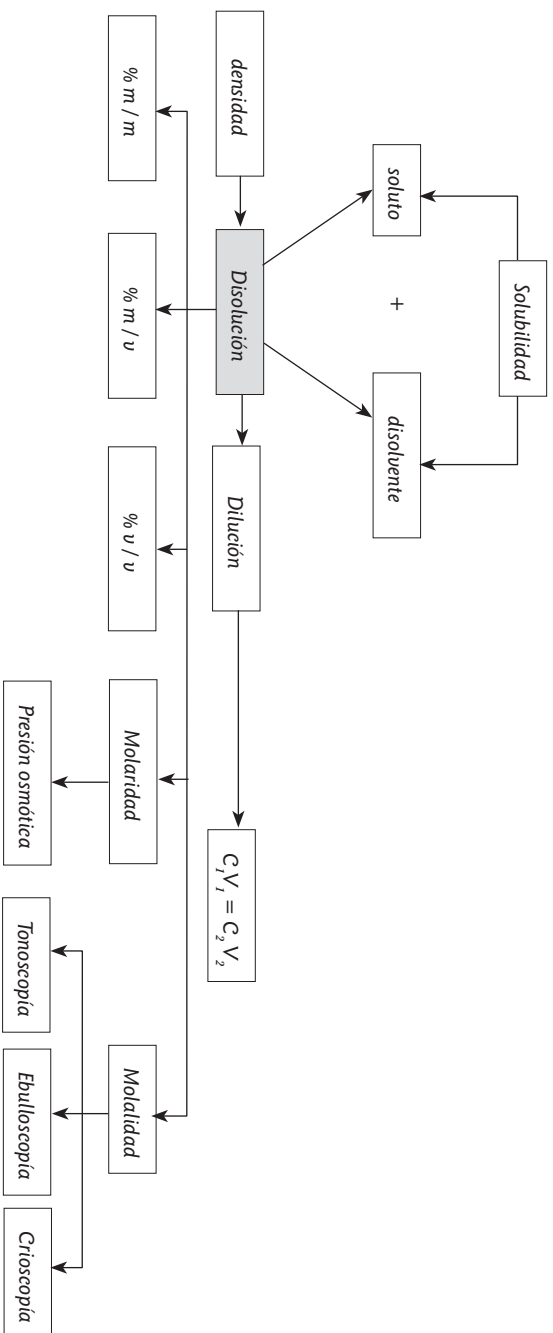 Solubilidad
soluto
+
disolvente
densidad
Disolución
Dilución
C₁V₁ = C₂V₂
% m / m
% m / v
% v / v
Molaridad
Molalidad
Presión osmótica
Tonoscopía
Ebulloscopía
Crioscopía